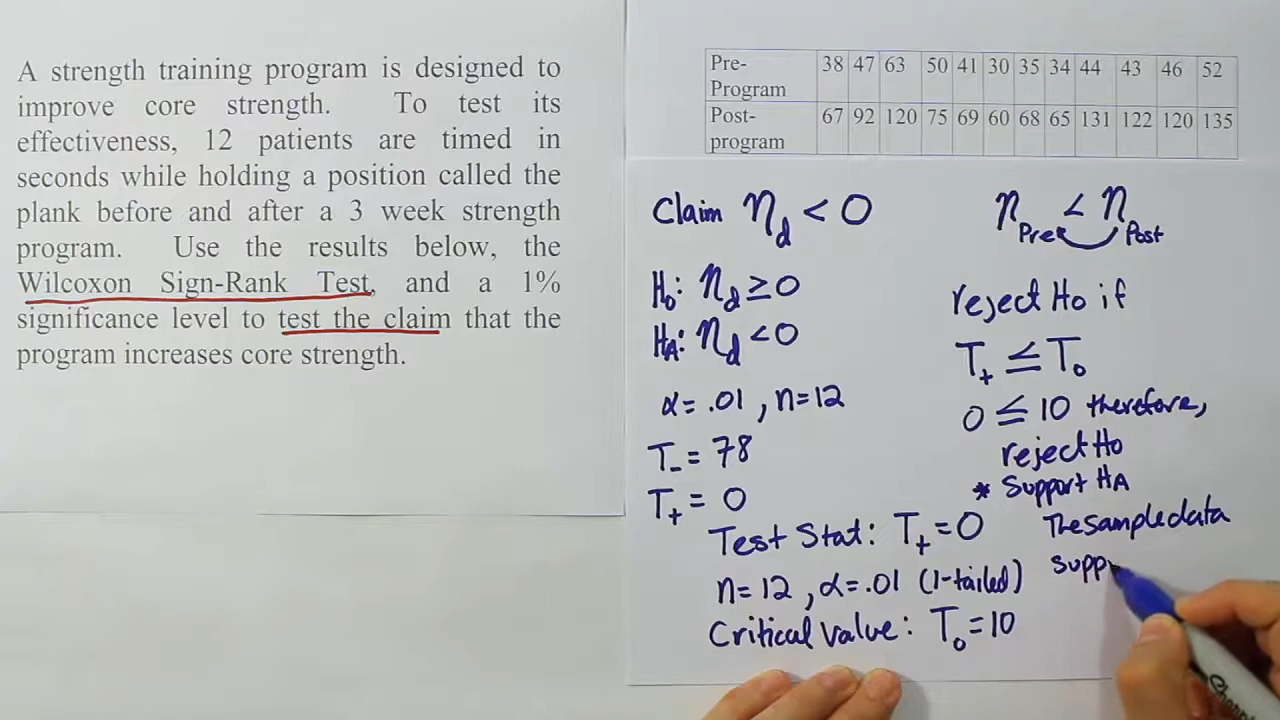 A strength training program is designed to
improve core strength. To test its
effectiveness, 12 patients are timed in
seconds while holding a position called the
plank before and after a 3 week strength
program. Use the results below, the
Wilcoxon Sign-Rank Test, and a 1%
significance level to test the claim that the
program increases core strength.
Pre-Program 38 47 63 50 41 30 35 34 44 43 46 52
Post-program 67 92 120 75 69 60 68 65 131 122 120 135
Claim η_d < 0
H₀: η_d ≥ 0
H_A: η_d < 0
α = .01 , n = 12
T₋ = 78
T₊ = 0
Test Stat: T₊ = 0
n = 12 , α = .01 (1-tailed)
Critical Value: T₀ = 10
η_Pre < η_Post
reject H₀ if
T₊ ≤ T₀
0 ≤ 10 therefore,
reject H₀
* Support H_A
The sample data
supp